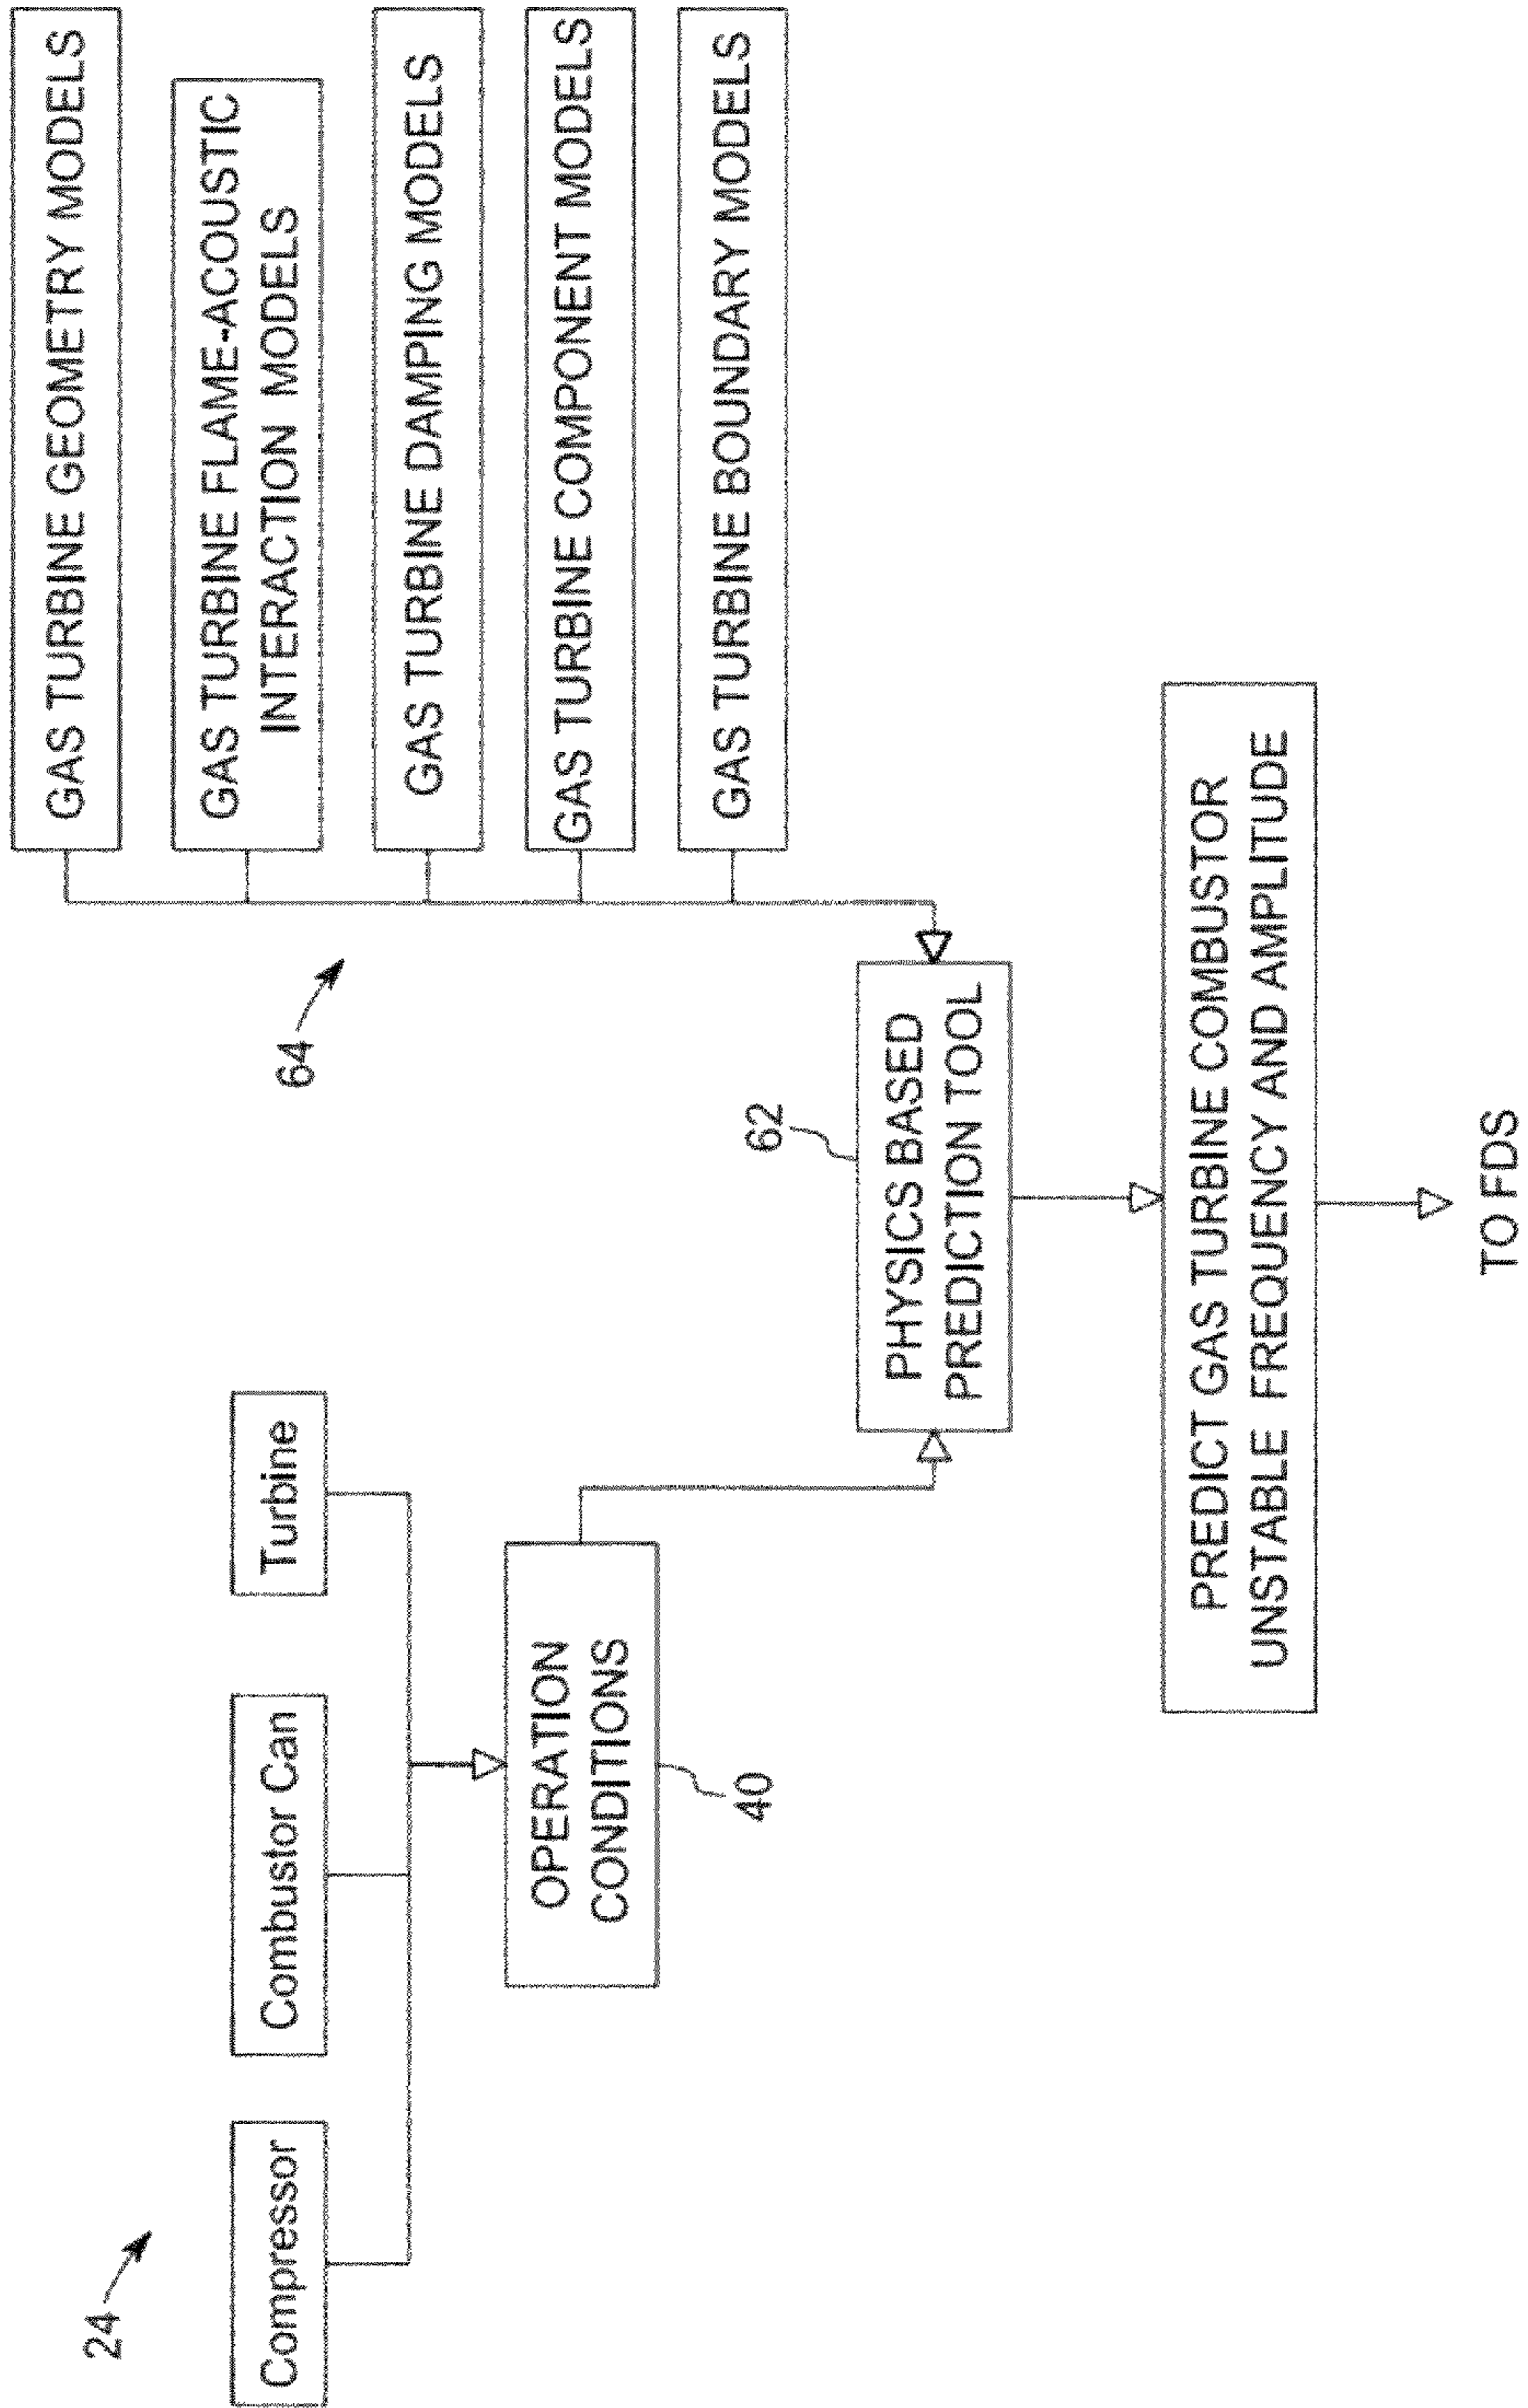 24
Compressor
Combustor Can
Turbine
OPERATION
CONDITIONS
40
GAS TURBINE GEOMETRY MODELS
GAS TURBINE FLAME-ACOUSTIC
INTERACTION MODELS
GAS TURBINE DAMPING MODELS
GAS TURBINE COMPONENT MODELS
GAS TURBINE BOUNDARY MODELS
64
62
PHYSICS BASED
PREDICTION TOOL
PREDICT GAS TURBINE COMBUSTOR
UNSTABLE FREQUENCY AND AMPLITUDE
TO FDS